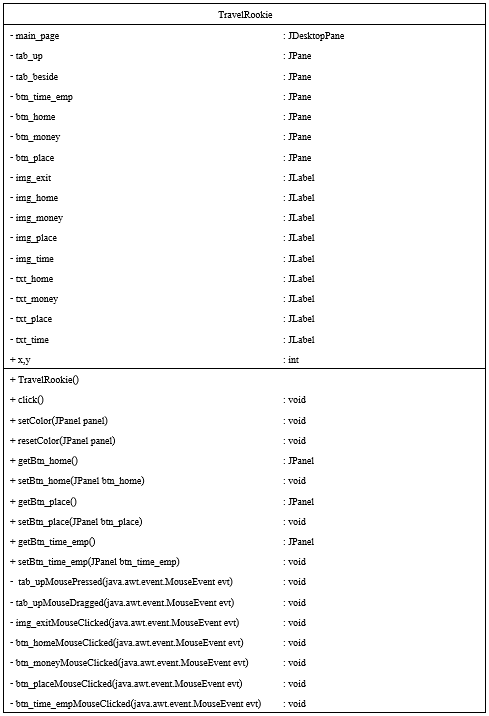 TravelRookie
- main_page : JDesktopPane
- tab_up : JPane
- tab_beside : JPane
- btn_time_emp : JPane
- btn_home : JPane
- btn_money : JPane
- btn_place : JPane
- img_exit : JLabel
- img_home : JLabel
- img_money : JLabel
- img_place : JLabel
- img_time : JLabel
- txt_home : JLabel
- txt_money : JLabel
- txt_place : JLabel
- txt_time : JLabel
+ x,y : int
+ TravelRookie()
+ click() : void
+ setColor(JPanel panel) : void
+ resetColor(JPanel panel) : void
+ getBtn_home() : JPanel
+ setBtn_home(JPanel btn_home) : void
+ getBtn_place() : JPanel
+ setBtn_place(JPanel btn_place) : void
+ getBtn_time_emp() : JPanel
+ setBtn_time_emp(JPanel btn_time_emp) : void
- tab_upMousePressed(java.awt.event.MouseEvent evt) : void
- tab_upMouseDragged(java.awt.event.MouseEvent evt) : void
- img_exitMouseClicked(java.awt.event.MouseEvent evt) : void
- btn_homeMouseClicked(java.awt.event.MouseEvent evt) : void
- btn_moneyMouseClicked(java.awt.event.MouseEvent evt) : void
- btn_placeMouseClicked(java.awt.event.MouseEvent evt) : void
- btn_time_empMouseClicked(java.awt.event.MouseEvent evt) : void